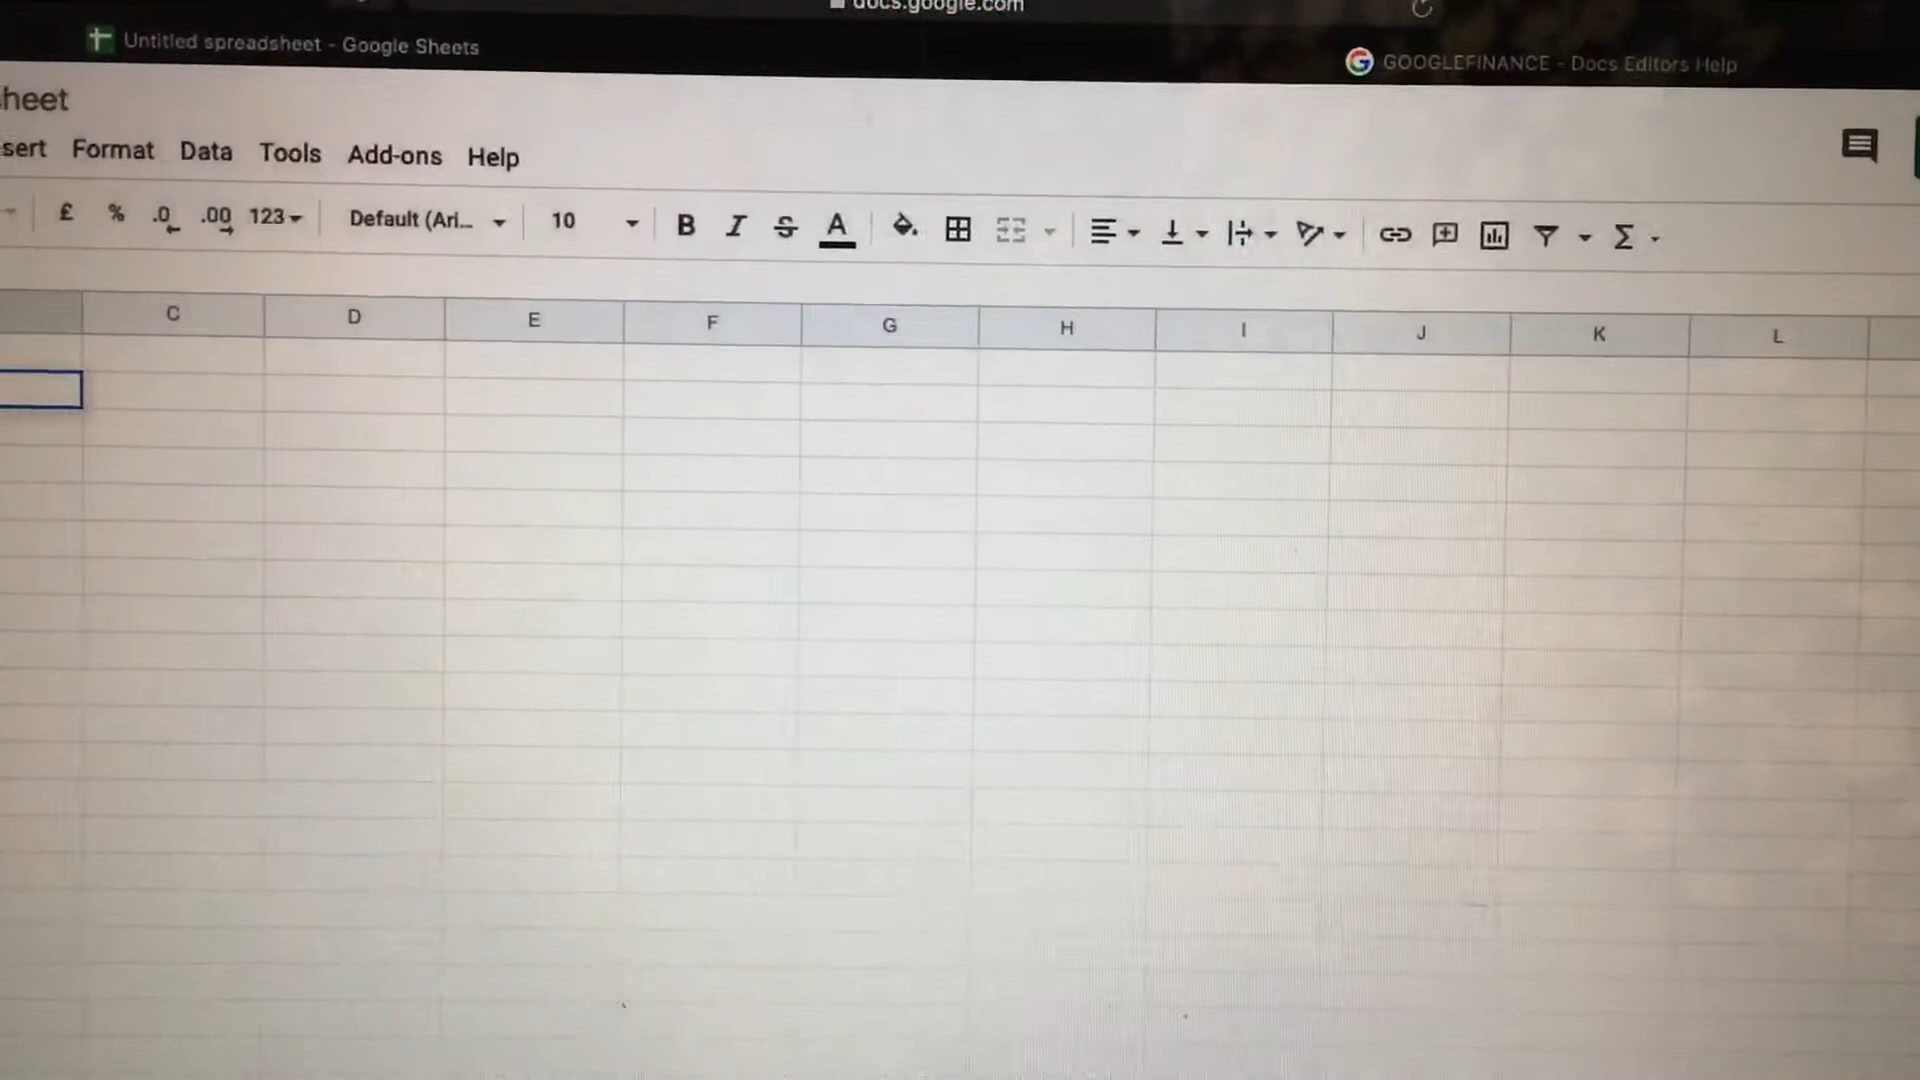 docs.google.com
Untitled spreadsheet - Google Sheets
GOOGLEFINANCE - Docs Editors Help
heet
sert Format Data Tools Add-ons Help
£ % .0 .00 123 Default (Ari... 10 B I S A Σ
C D E F G H I J K L